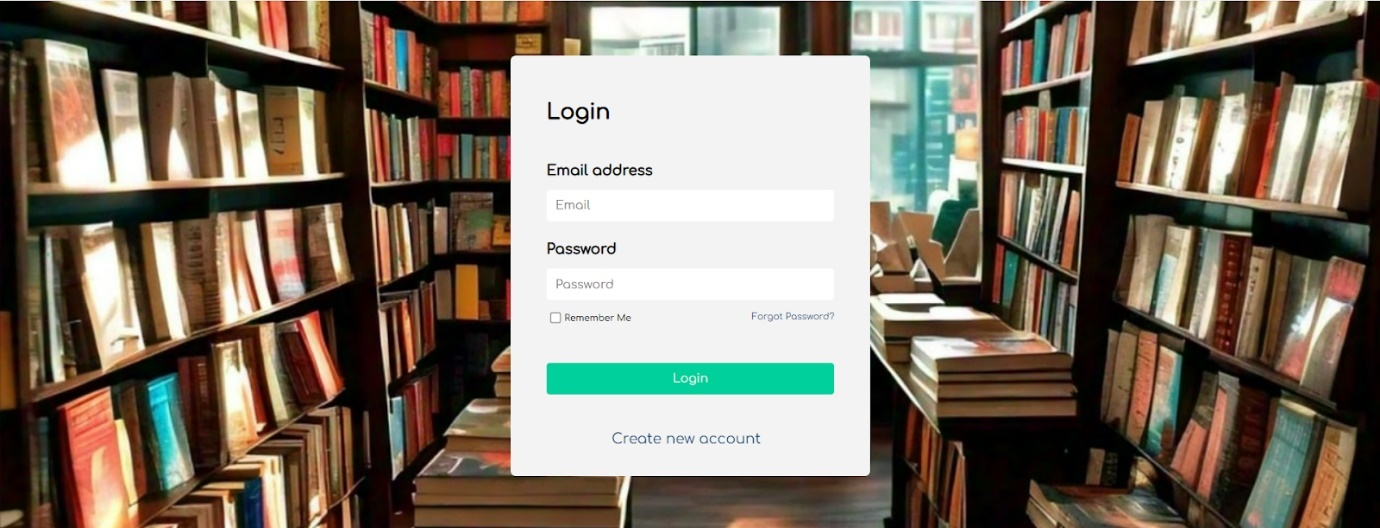 Login
Email address
Email
Password
Password
Remember Me
Forgot Password?
Login
Create new account